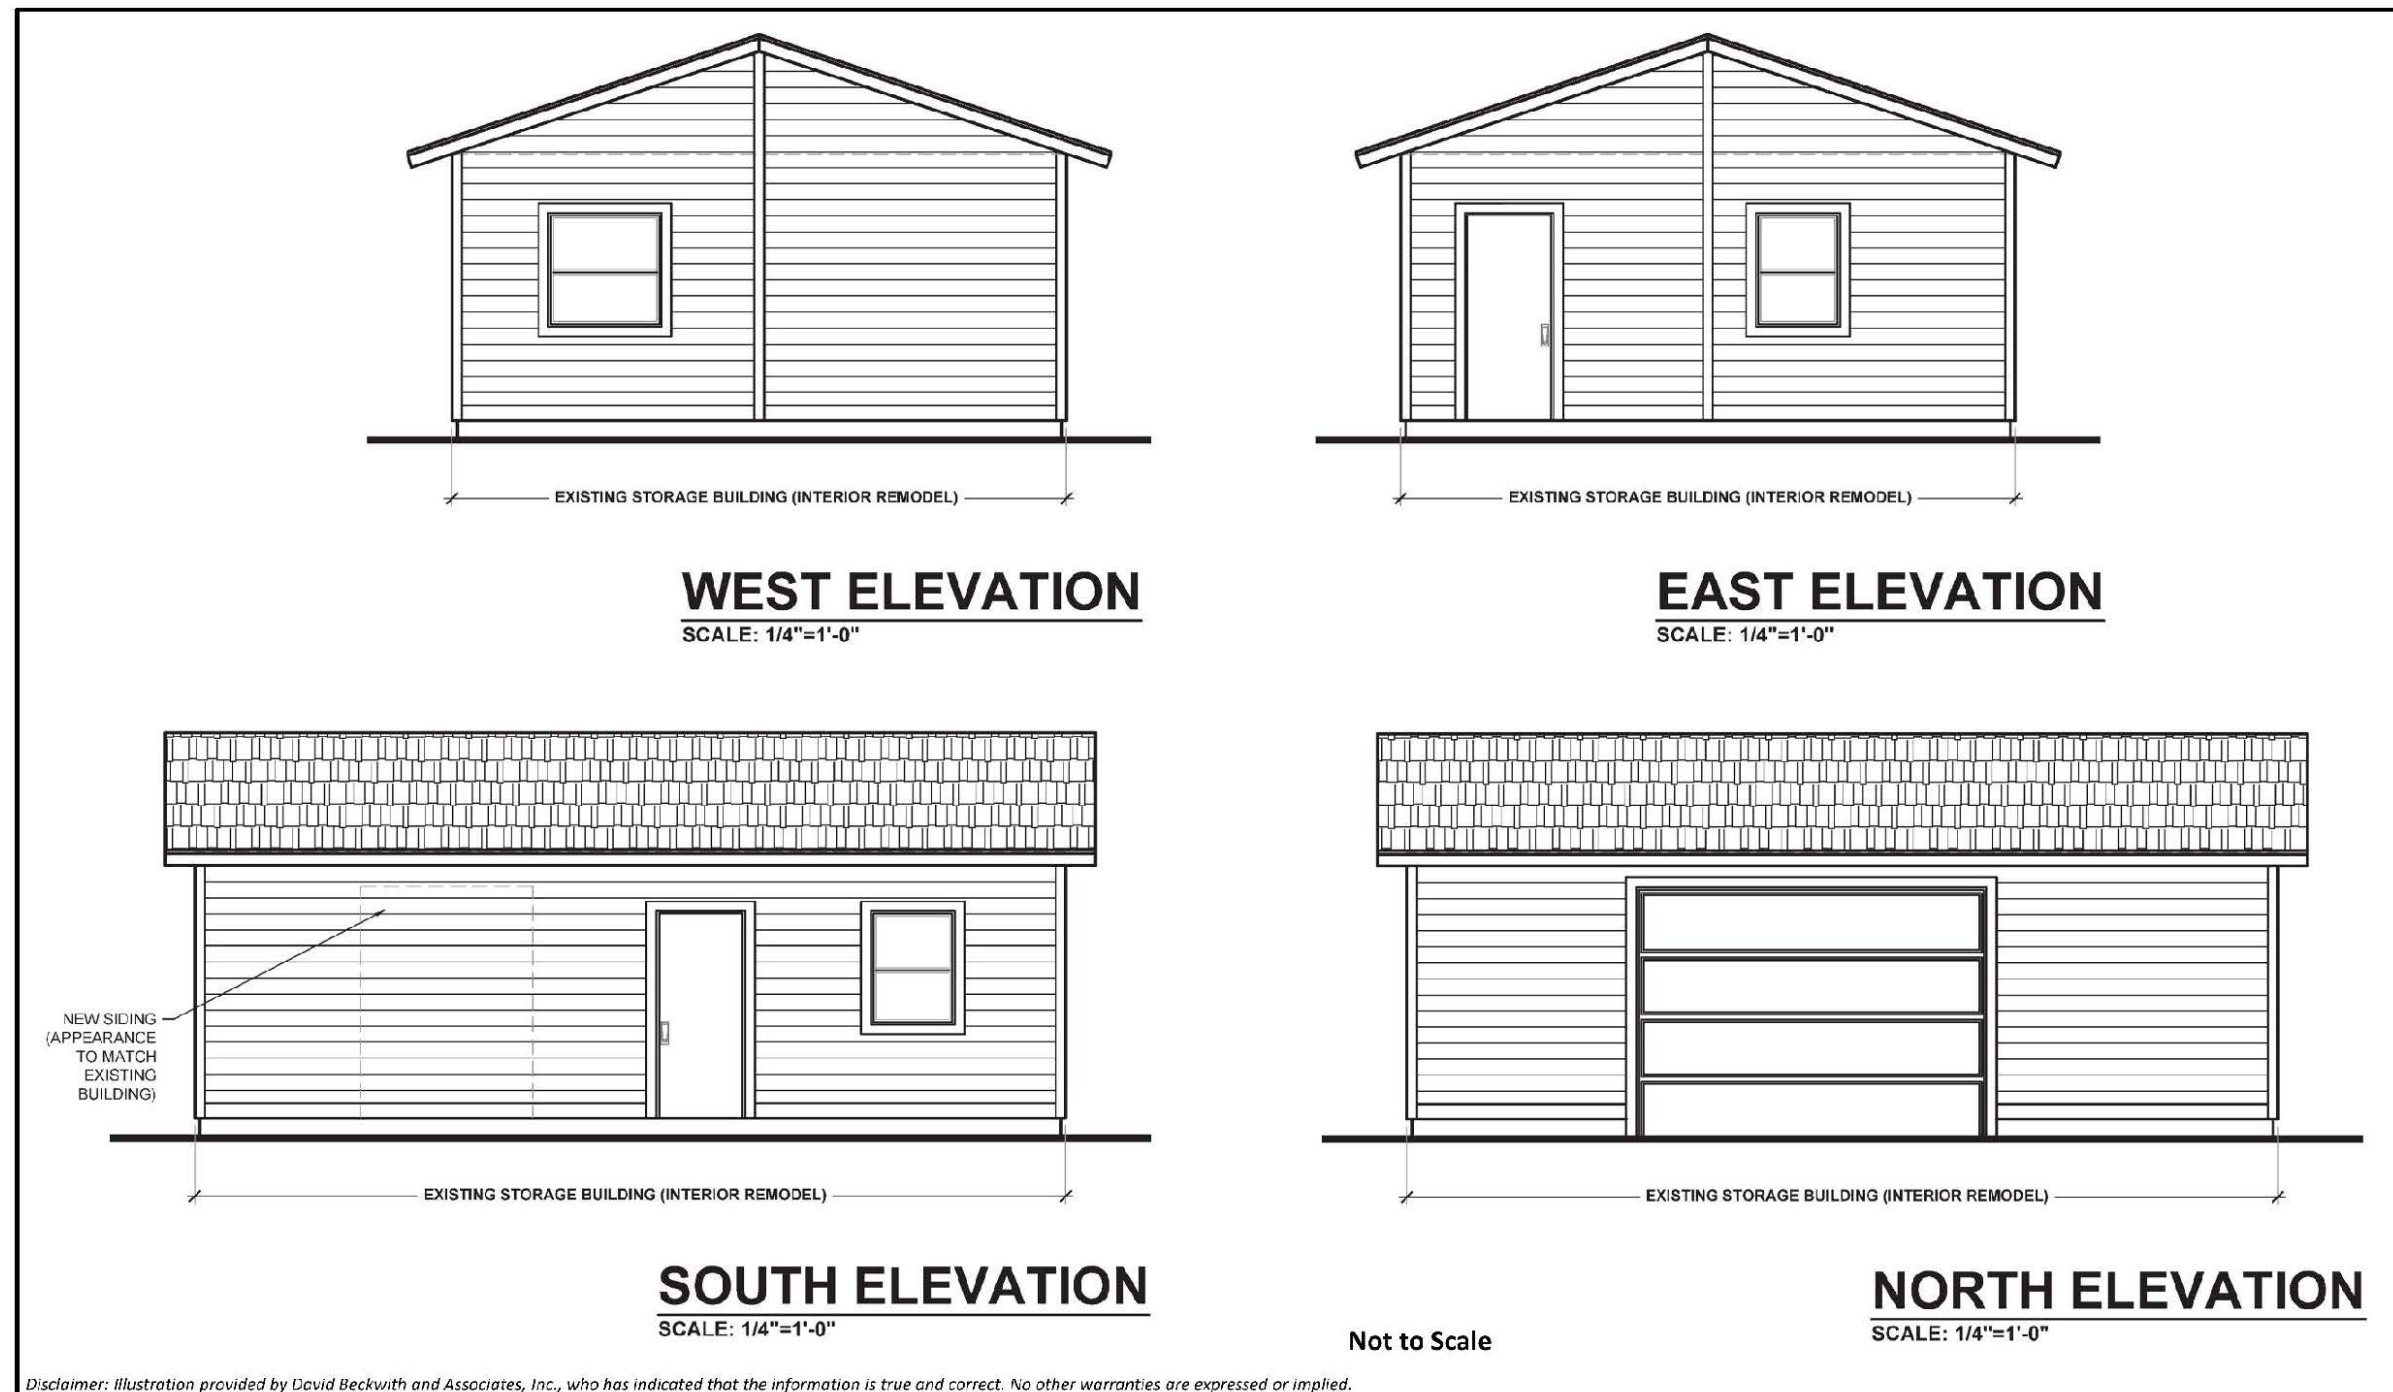 EXISTING STORAGE BUILDING (INTERIOR REMODEL)
WEST ELEVATION
SCALE: 1/4"=1'-0"
EXISTING STORAGE BUILDING (INTERIOR REMODEL)
EAST ELEVATION
SCALE: 1/4"=1'-0"
NEW SIDING
(APPEARANCE
TO MATCH
EXISTING
BUILDING)
EXISTING STORAGE BUILDING (INTERIOR REMODEL)
SOUTH ELEVATION
SCALE: 1/4"=1'-0"
EXISTING STORAGE BUILDING (INTERIOR REMODEL)
NORTH ELEVATION
SCALE: 1/4"=1'-0"
Not to Scale
Disclaimer: Illustration provided by David Beckwith and Associates, Inc., who has indicated that the information is true and correct. No other warranties are expressed or implied.